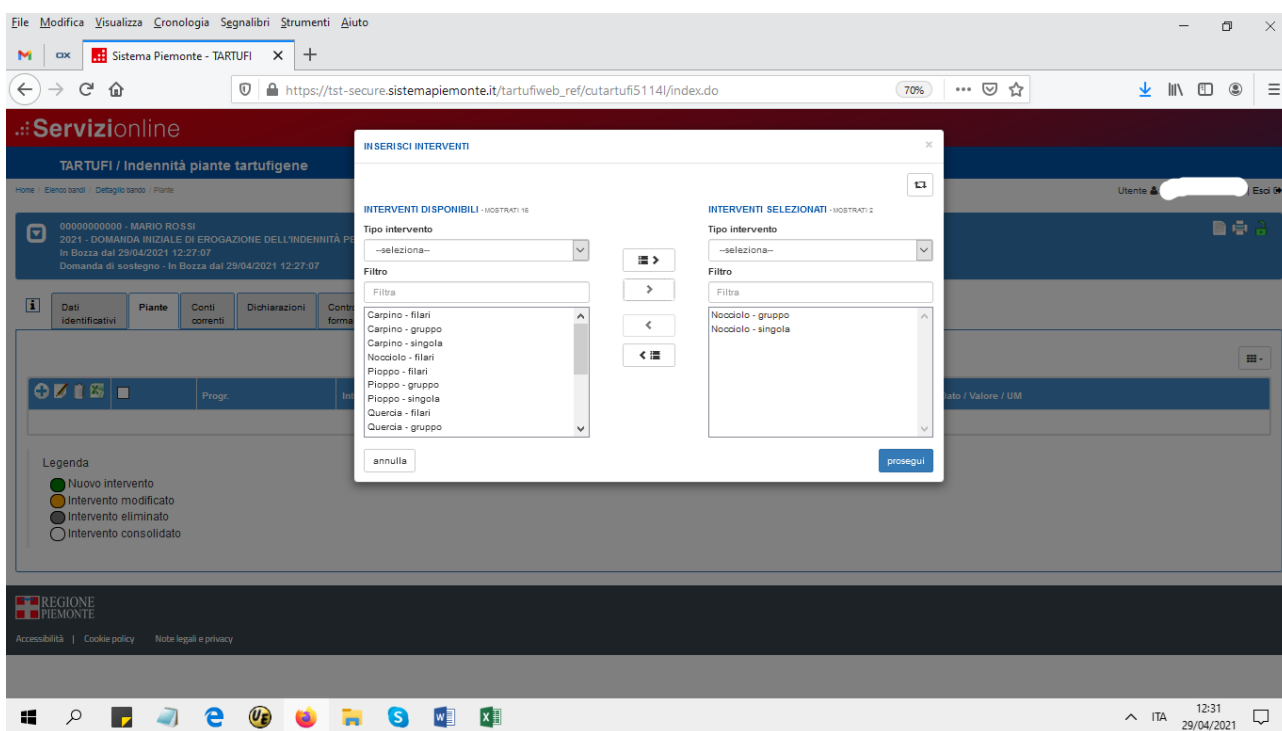 File Modifica Visualizza Cronologia Segnalibri Strumenti Aiuto
Sistema Piemonte - TARTUFI
https://tst-secure.sistemapiemonte.it/tartufiweb_ref/cutartufi5114l/index.do
70%
.:Servizionline
TARTUFI / Indennità piante tartufigene
Home / Elenco bandi / Dettaglio bando / Piante
Utente
Esci
00000000000 - MARIO ROSSI
2021 - DOMANDA INIZIALE DI EROGAZIONE DELL'INDENNITÀ PE
In Bozza dal 29/04/2021 12:27:07
Domanda di sostegno - In Bozza dal 29/04/2021 12:27:07
Dati identificativi
Piante
Conti correnti
Dichiarazioni
Contro
forma
Progr.
Int
ato / Valore / UM
INSERISCI INTERVENTI
×
INTERVENTI DISPONIBILI - MOSTRATI 16
Tipo intervento
--seleziona--
Filtro
Filtra
Carpino - filari
Carpino - gruppo
Carpino - singola
Nocciolo - filari
Pioppo - filari
Pioppo - gruppo
Pioppo - singola
Quercia - filari
Quercia - gruppo
INTERVENTI SELEZIONATI - MOSTRATI 2
Tipo intervento
--seleziona--
Filtro
Filtra
Nocciolo - gruppo
Nocciolo - singola
annulla
prosegui
Legenda
Nuovo intervento
Intervento modificato
Intervento eliminato
Intervento consolidato
REGIONE
PIEMONTE
Accessibilità | Cookie policy Note legali e privacy
ITA
12:31
29/04/2021